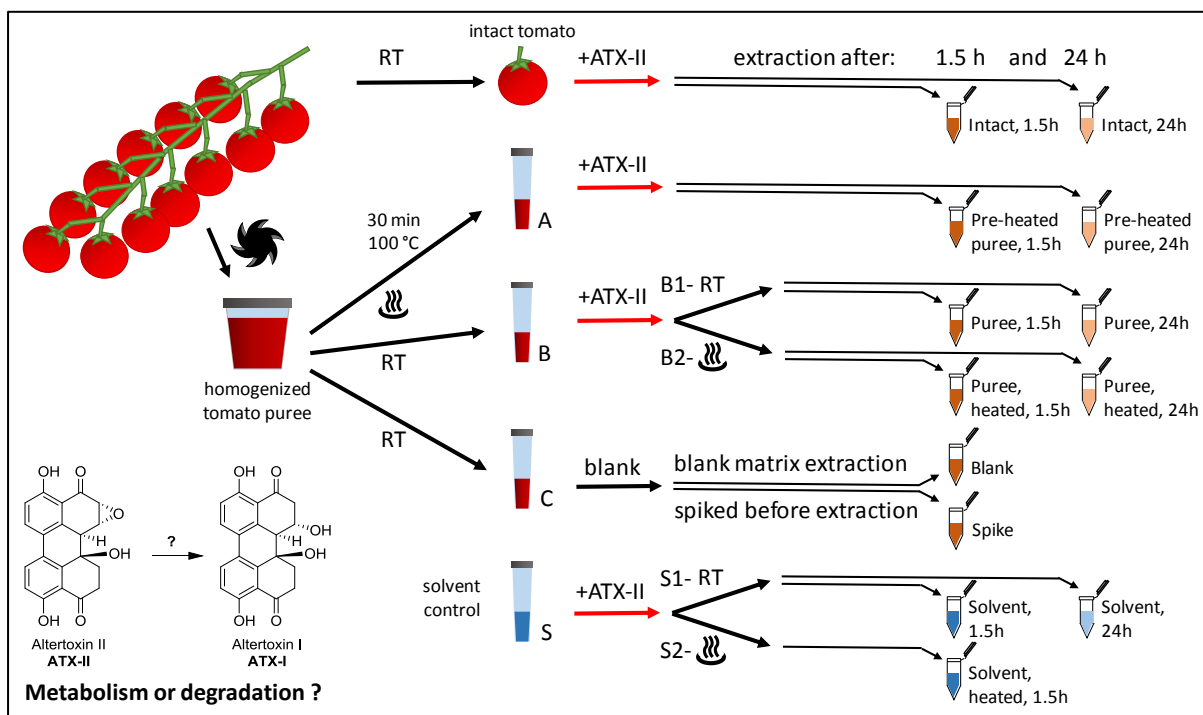 intact tomato
RT
+ATX-II
extraction after: 1.5 h and 24 h
Intact, 1.5h
Intact, 24h
30 min
100 °C
A
+ATX-II
Pre-heated
puree, 1.5h
Pre-heated
puree, 24h
homogenized
tomato puree
RT
B
+ATX-II
B1- RT
Puree, 1.5h
Puree, 24h
B2-
Puree,
heated, 1.5h
Puree,
heated, 24h
RT
C
blank
blank matrix extraction
spiked before extraction
Blank
Spike
solvent
control
S
+ATX-II
S1- RT
Solvent,
1.5h
Solvent,
24h
S2-
Solvent,
heated, 1.5h
OH
O
O
H
OH
OH
O
Altertoxin II
ATX-II
?
OH
O
OH
H
OH
OH
O
Altertoxin I
ATX-I
Metabolism or degradation ?